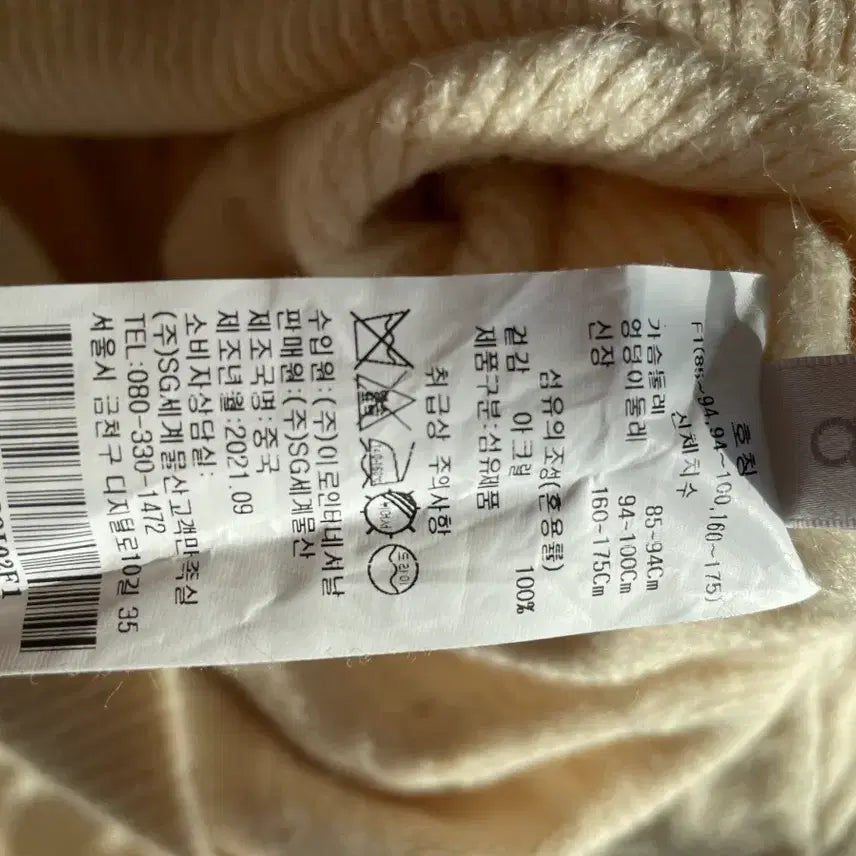 호칭
F1(85~94,94~100,160~175)
신체치수
가슴둘레 85~94Cm
엉덩이둘레 94~100Cm
신장 160~175Cm
섬유의 조성(혼용률)
겉감 아크릴 100%
제품구분:섬유제품
취급상 주의사항
드라이
수입원:(주)이로인터내셔날
판매원:(주)SG세계물산
제조국명:중국
제조년월:2021.09
소비자상담실:
(주)SG세계물산고객만족실
TEL:080-330-1472
서울시 금천구 디지털로10길 35